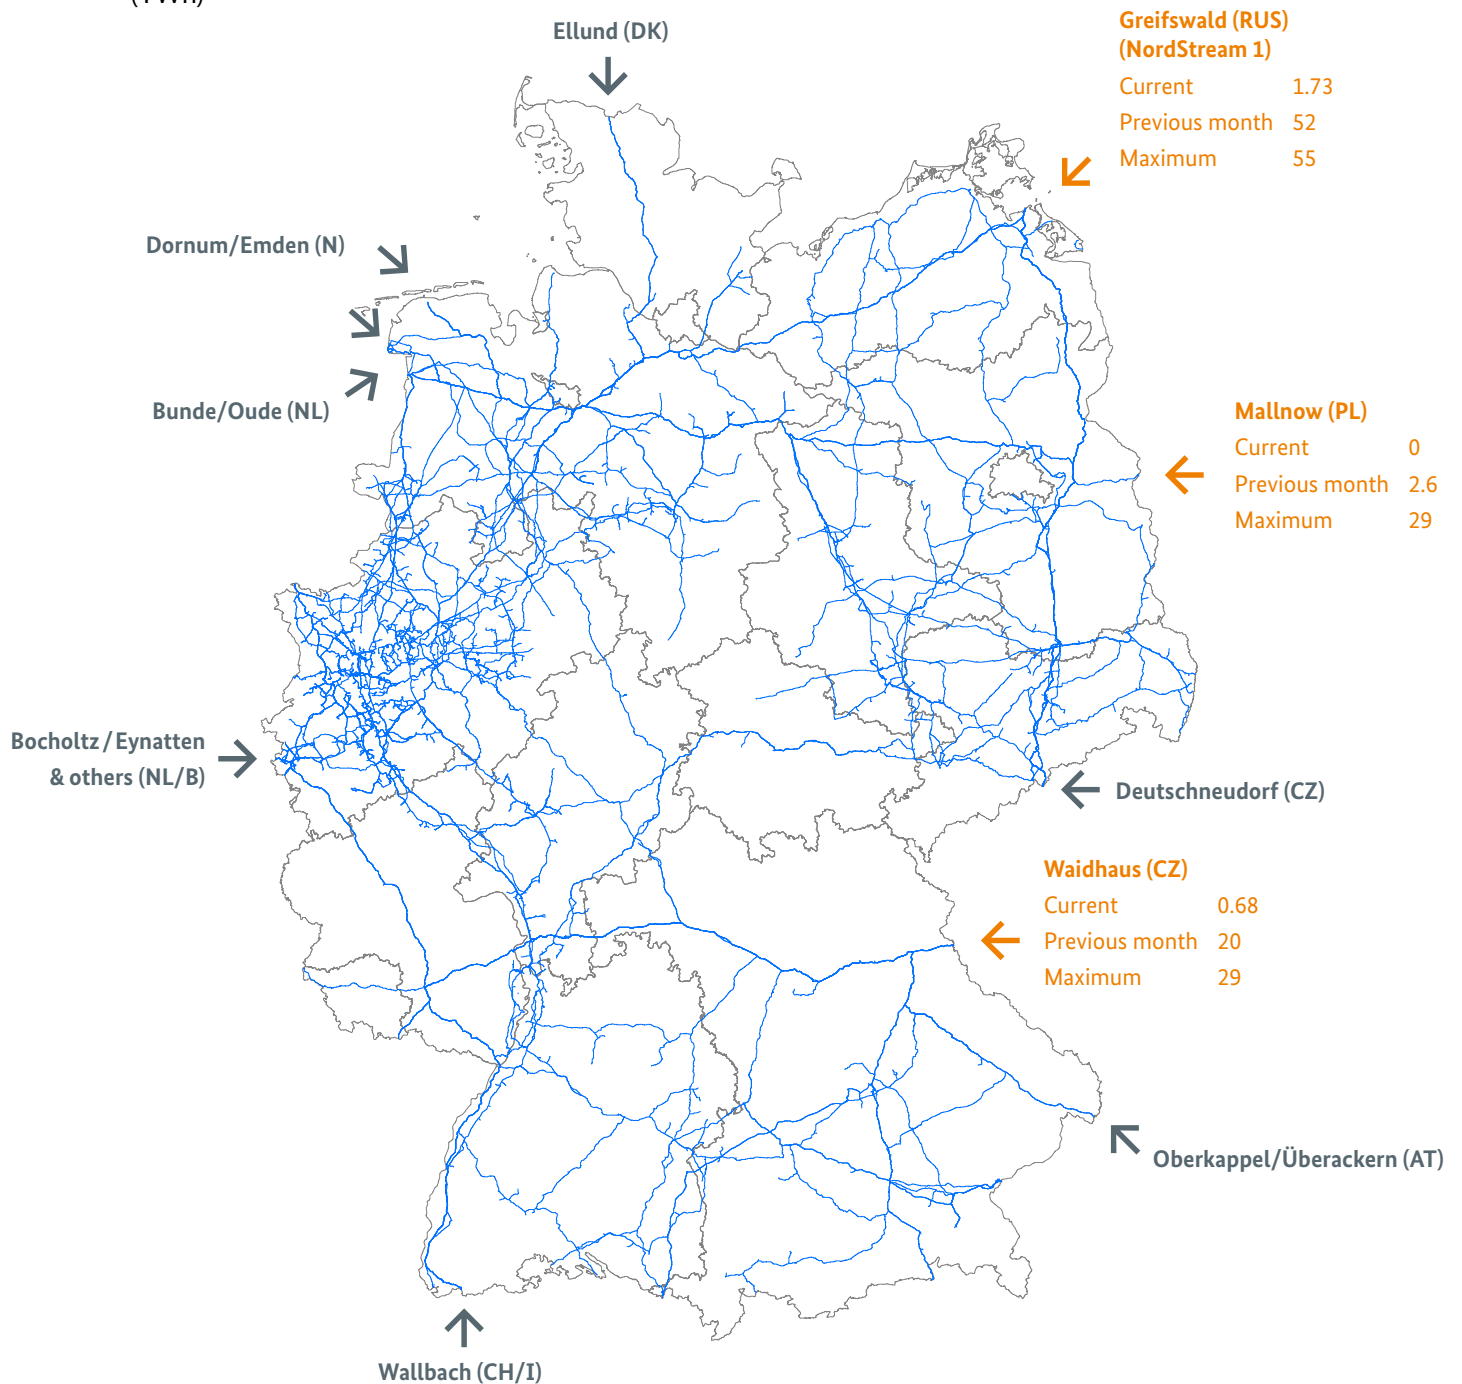 (TWh)
Ellund (DK)
Greifswald (RUS)
(NordStream 1)
Current 1.73
Previous month 52
Maximum 55
Dornum/Emden (N)
Bunde/Oude (NL)
Mallnow (PL)
Current 0
Previous month 2.6
Maximum 29
Bocholtz / Eynatten
& others (NL/B)
Deutschneudorf (CZ)
Waidhaus (CZ)
Current 0.68
Previous month 20
Maximum 29
Oberkappel/Überackern (AT)
Wallbach (CH/I)